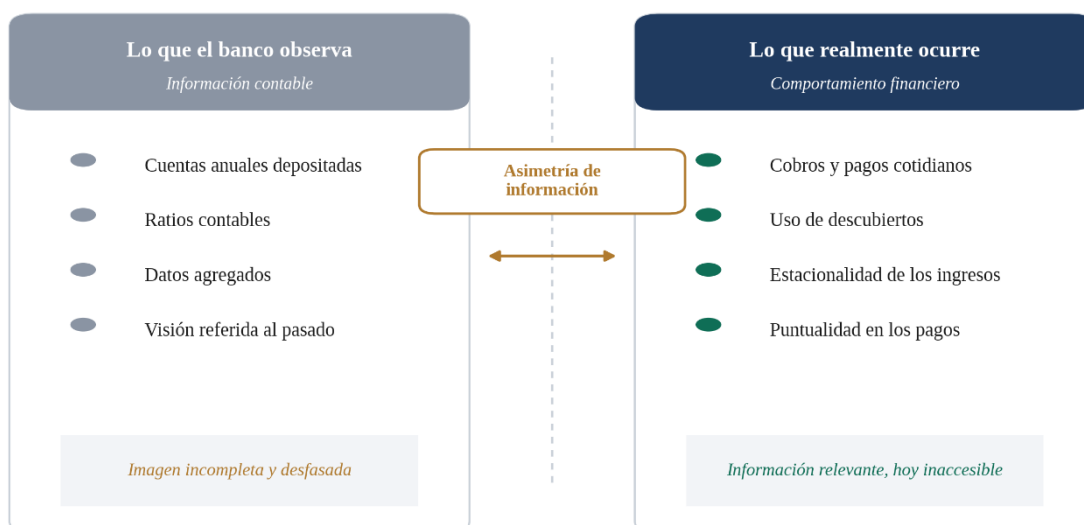 Lo que el banco observa
Información contable
Cuentas anuales depositadas
Ratios contables
Datos agregados
Visión referida al pasado
Imagen incompleta y desfasada
Asimetría de
información
Lo que realmente ocurre
Comportamiento financiero
Cobros y pagos cotidianos
Uso de descubiertos
Estacionalidad de los ingresos
Puntualidad en los pagos
Información relevante, hoy inaccesible